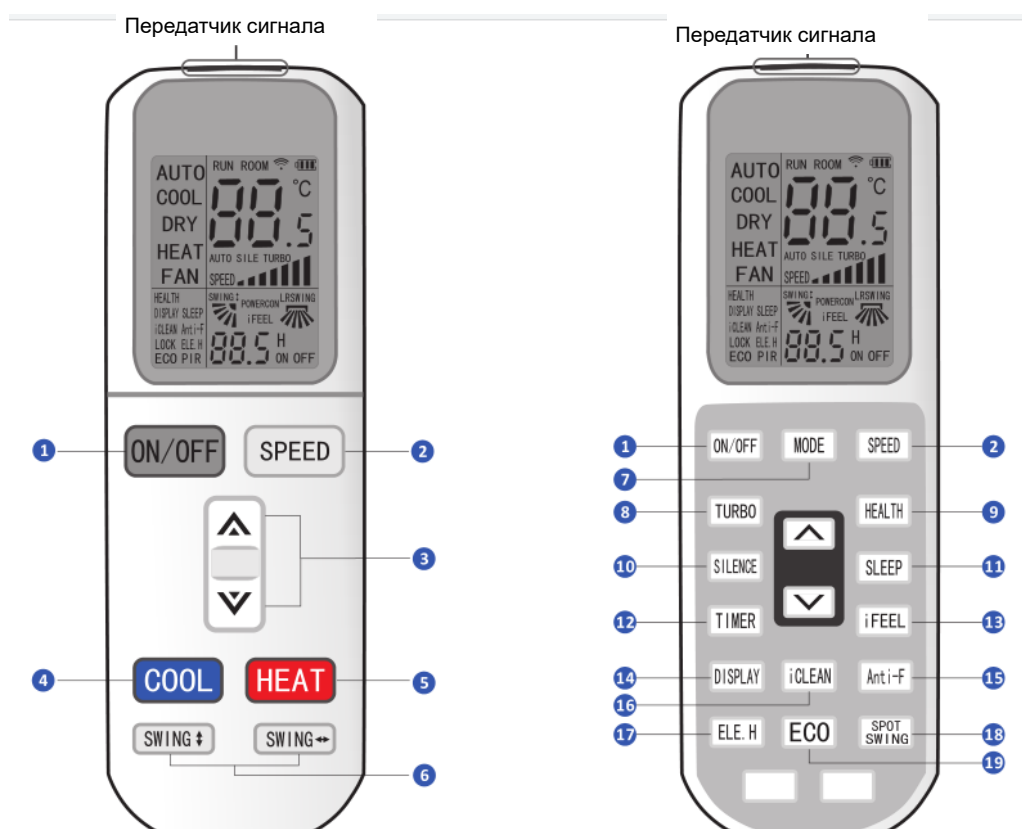 Передатчик сигнала
AUTO
COOL
DRY
HEAT
FAN
RUN ROOM
88.5 °C
AUTO SILE TURBO
SPEED
HEALTH
DISPLAY SLEEP
iCLEAN Anti-F
LOCK ELE.H
ECO PIR
SWING POWERCON LRSWING
iFEEL
88.5 H
ON OFF
1 ON/OFF SPEED 2
3
4 COOL HEAT 5
SWING SWING
6
Передатчик сигнала
AUTO
COOL
DRY
HEAT
FAN
RUN ROOM
88.5 °C
AUTO SILE TURBO
SPEED
HEALTH
DISPLAY SLEEP
iCLEAN Anti-F
LOCK ELE.H
ECO PIR
SWING POWERCON LRSWING
iFEEL
88.5 H
ON OFF
1 ON/OFF MODE SPEED 2
7
8 TURBO HEALTH 9
10 SILENCE SLEEP 11
12 TIMER iFEEL 13
14 DISPLAY iCLEAN Anti-F 15
16
17 ELE.H ECO SPOT SWING 18
19